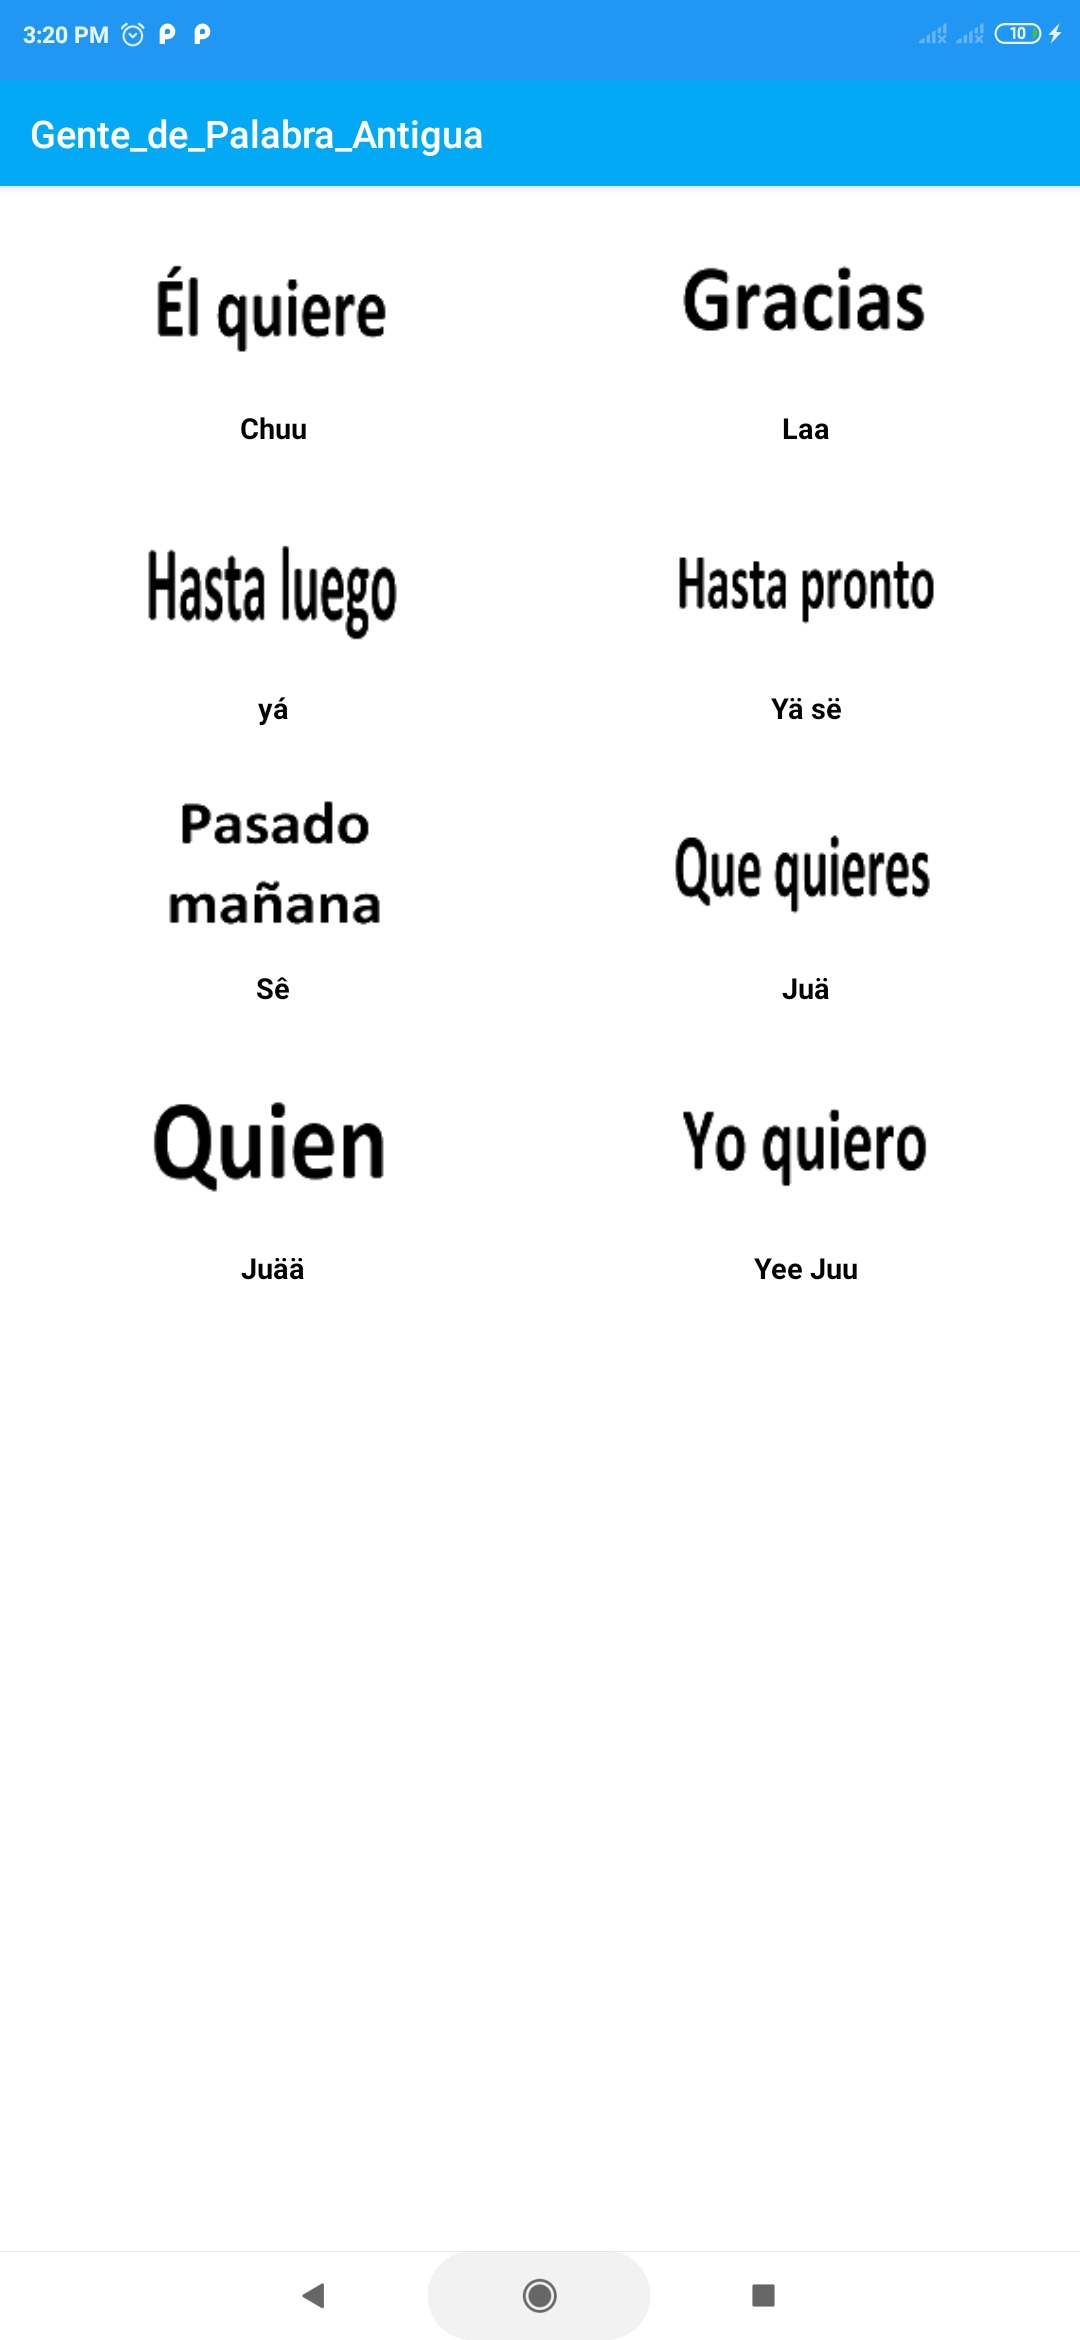 3:20 PM
10
Gente_de_Palabra_Antigua
Él quiere
Gracias
Chuu
Laa
Hasta luego
Hasta pronto
yá
Yä së
Pasado
mañana
Que quieres
Sê
Juä
Quien
Yo quiero
Juää
Yee Juu